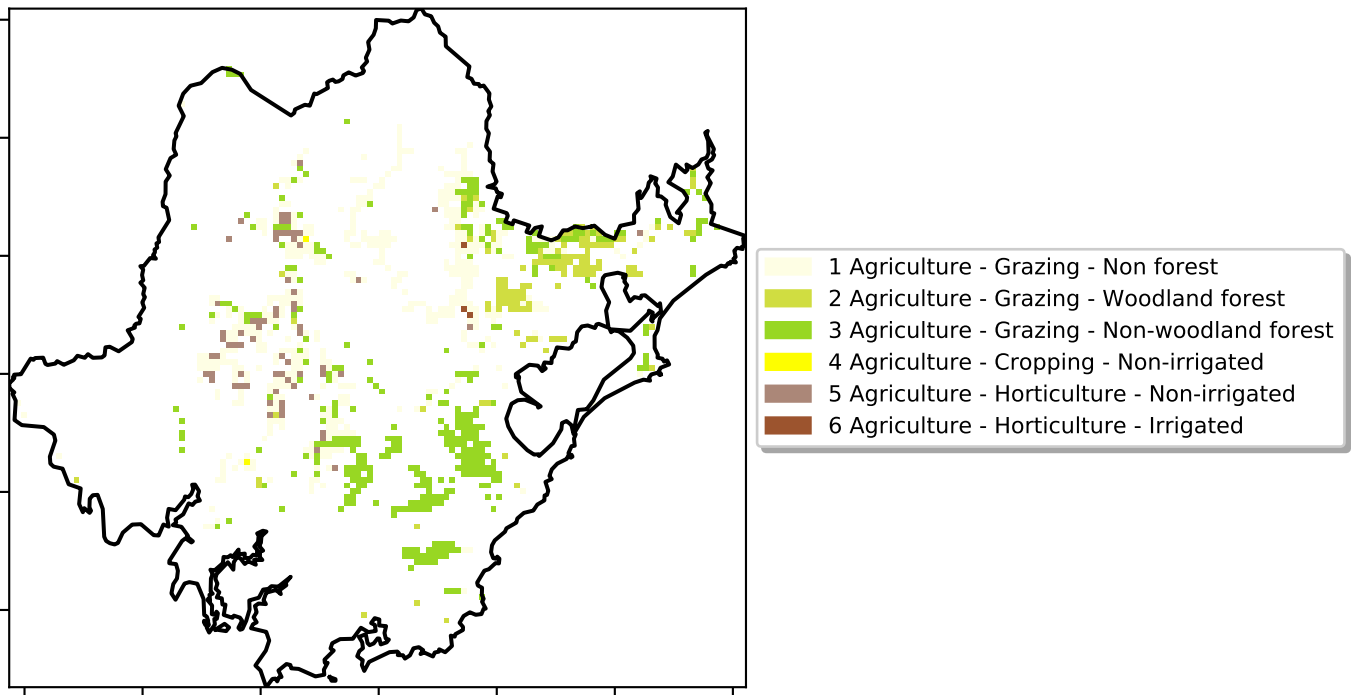 1 Agriculture - Grazing - Non forest
2 Agriculture - Grazing - Woodland forest
3 Agriculture - Grazing - Non-woodland forest
4 Agriculture - Cropping - Non-irrigated
5 Agriculture - Horticulture - Non-irrigated
6 Agriculture - Horticulture - Irrigated